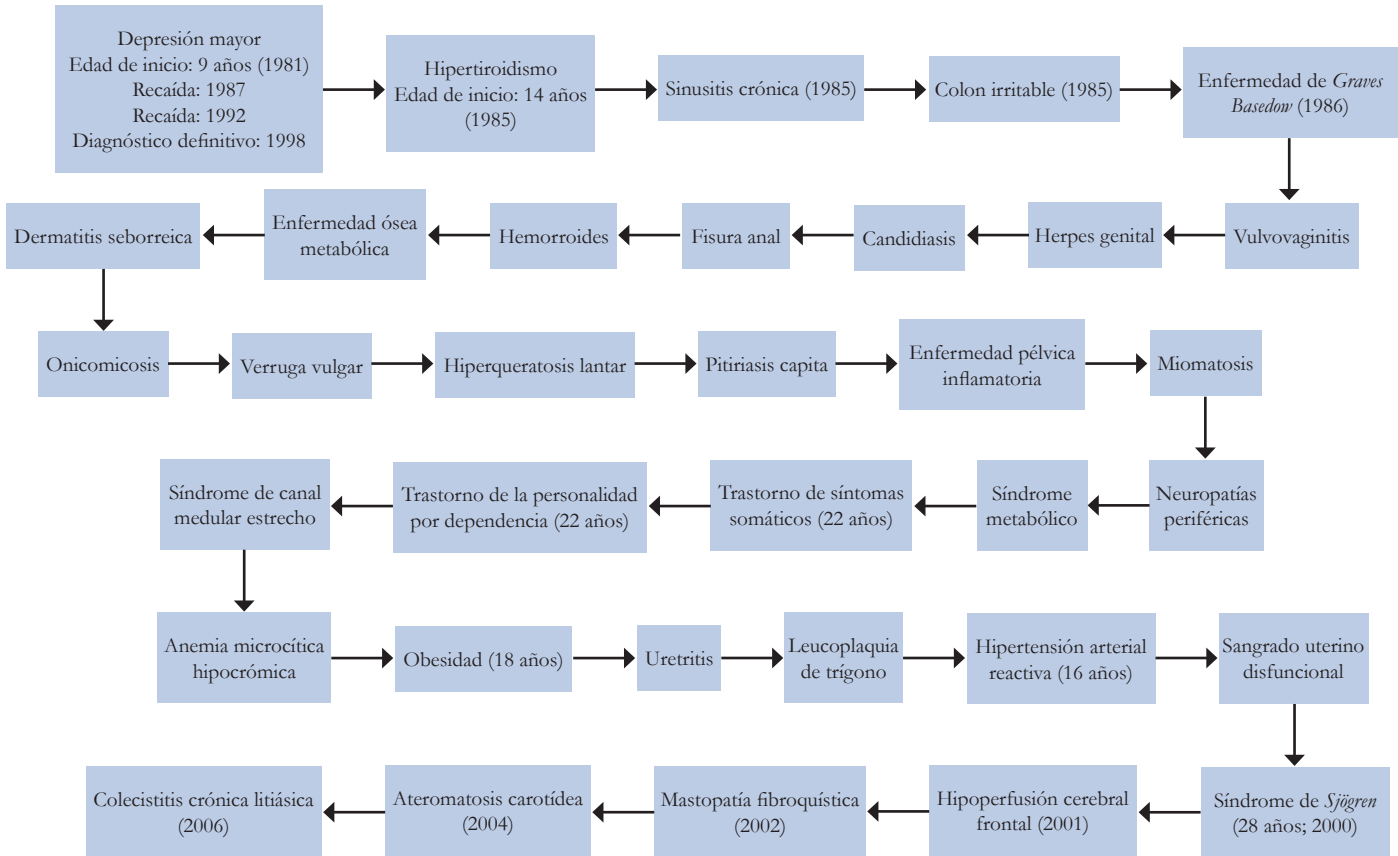 Depresión mayor
Edad de inicio: 9 años (1981)
Recaída: 1987
Recaída: 1992
Diagnóstico definitivo: 1998
Hipertiroidismo
Edad de inicio: 14 años
(1985)
Sinusitis crónica (1985)
Colon irritable (1985)
Enfermedad de Graves
Basedow (1986)
Vulvovaginitis
Herpes genital
Candidiasis
Fisura anal
Hemorroides
Enfermedad ósea
metabólica
Dermatitis seborreica
Onicomicosis
Verruga vulgar
Hiperqueratosis lantar
Pitiriasis capita
Enfermedad pélvica
inflamatoria
Miomatosis
Neuropatías
periféricas
Síndrome
metabólico
Trastorno de síntomas
somáticos (22 años)
Trastorno de la personalidad
por dependencia (22 años)
Síndrome de canal
medular estrecho
Anemia microcítica
hipocrómica
Obesidad (18 años)
Uretritis
Leucoplaquia
de trígono
Hipertensión arterial
reactiva (16 años)
Sangrado uterino
disfuncional
Síndrome de Sjögren
(28 años; 2000)
Hipoperfusión cerebral
frontal (2001)
Mastopatía fibroquística
(2002)
Ateromatosis carotídea
(2004)
Colecistitis crónica litiásica
(2006)